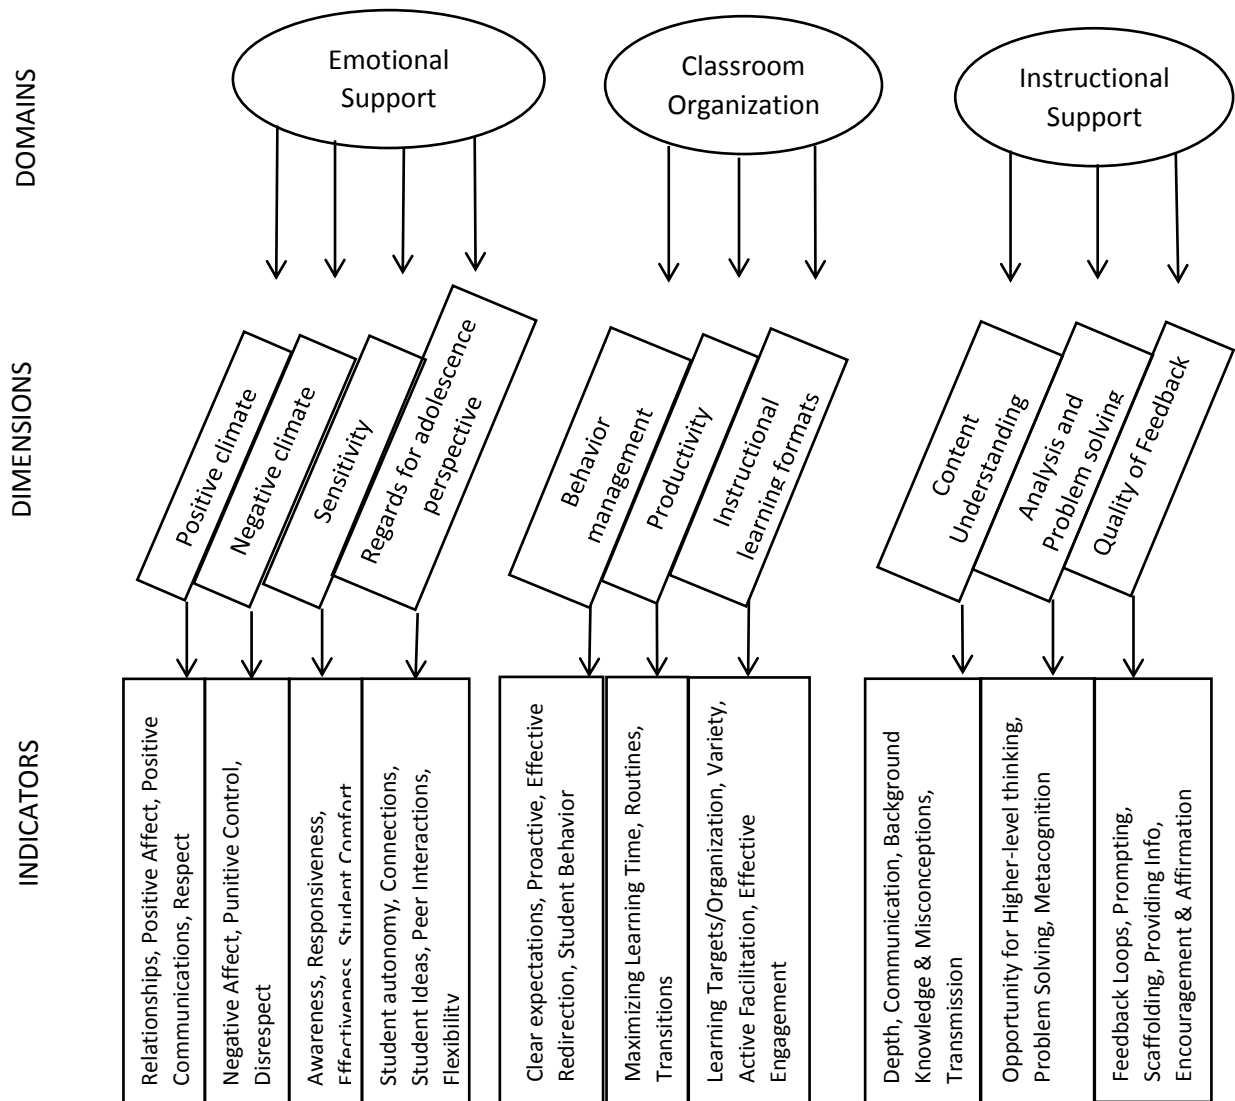 DOMAINS
Emotional
Support
Classroom
Organization
Instructional
Support
DIMENSIONS
Positive climate
Negative climate
Sensitivity
Regards for adolescence
perspective
Behavior
management
Productivity
Instructional
learning formats
Content
Understanding
Analysis and
Problem solving
Quality of Feedback
INDICATORS
Relationships, Positive Affect, Positive
Communications, Respect
Negative Affect, Punitive Control,
Disrespect
Awareness, Responsiveness,
Effectiveness, Student Comfort
Student autonomy, Connections,
Student Ideas, Peer Interactions,
Flexibility
Clear expectations, Proactive, Effective
Redirection, Student Behavior
Maximizing Learning Time, Routines,
Transitions
Learning Targets/Organization, Variety,
Active Facilitation, Effective
Engagement
Depth, Communication, Background
Knowledge & Misconceptions,
Transmission
Opportunity for Higher-level thinking,
Problem Solving, Metacognition
Feedback Loops, Prompting,
Scaffolding, Providing Info,
Encouragement & Affirmation